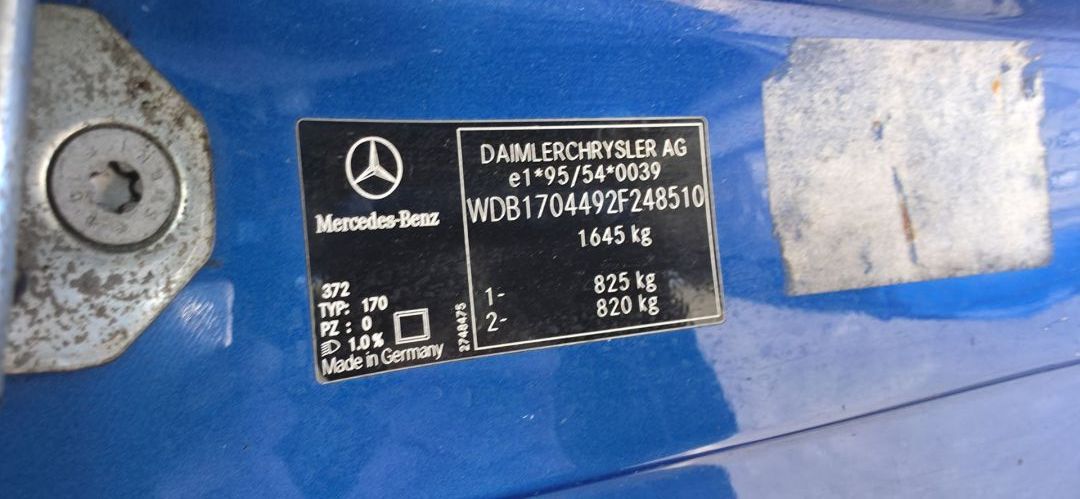 Mercedes-Benz
372
TYP: 170
PZ : 0
1.0%
Made in Germany
2748475
DAIMLERCHRYSLER AG
e1*95/54*0039
WDB1704492F248510
1645 kg
1- 825 kg
2- 820 kg